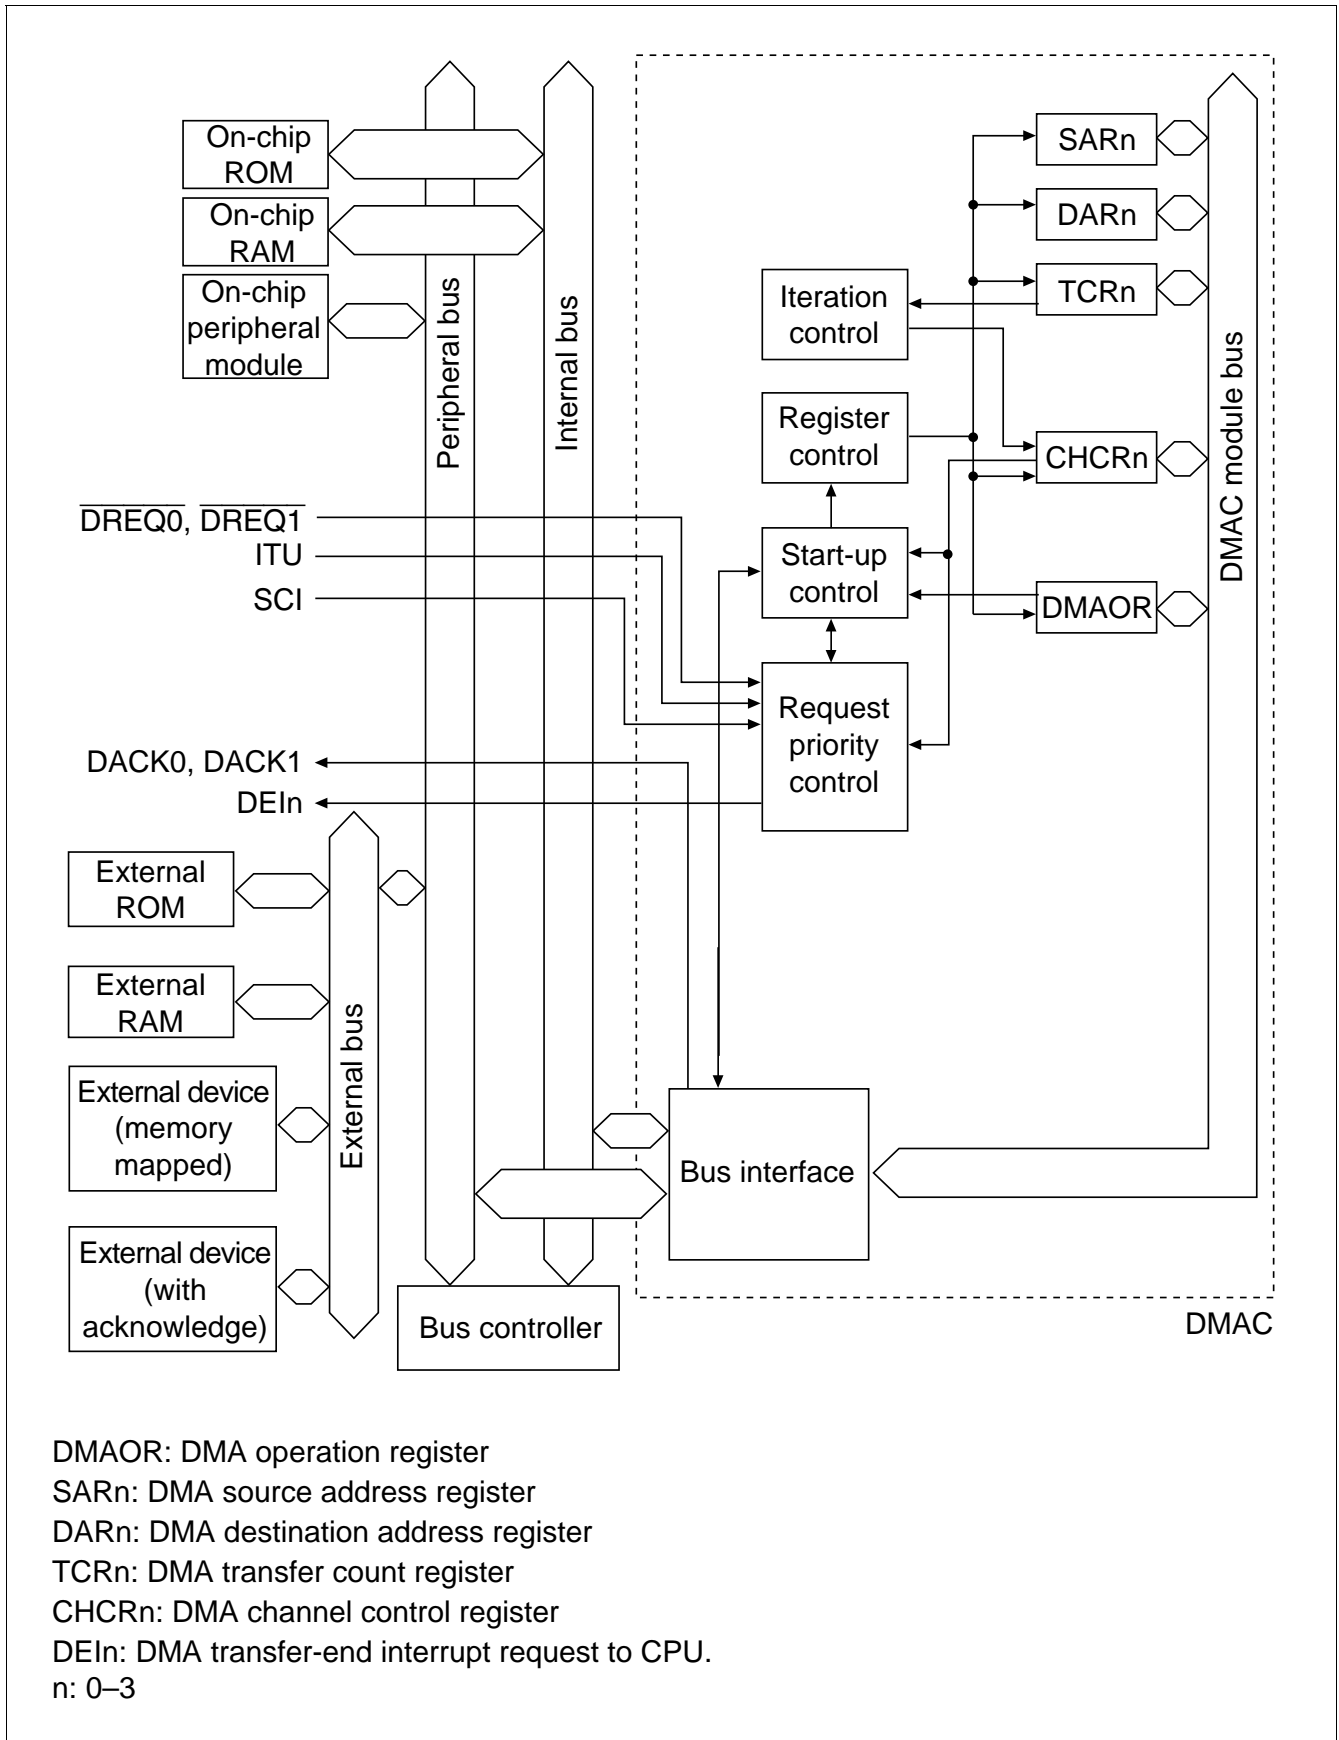 On-chip
ROM
On-chip
RAM
On-chip
peripheral
module
Peripheral bus
Internal bus
SARn
DARn
TCRn
Iteration
control
Register
control
CHCRn
DMAC module bus
DREQ0, DREQ1
ITU
SCI
Start-up
control
DMAOR
Request
priority
control
DACK0, DACK1
DEIn
External
ROM
External
RAM
External bus
External device
(memory
mapped)
External device
(with
acknowledge)
Bus interface
Bus controller
DMAC
DMAOR: DMA operation register
SARn: DMA source address register
DARn: DMA destination address register
TCRn: DMA transfer count register
CHCRn: DMA channel control register
DEIn: DMA transfer-end interrupt request to CPU.
n: 0–3